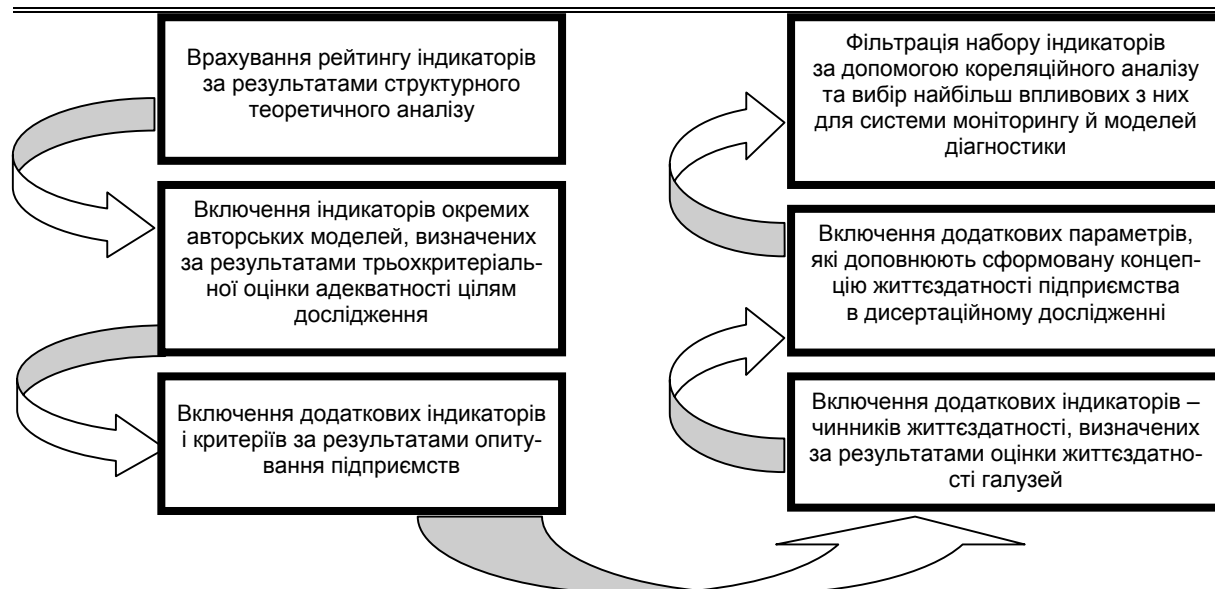 Врахування рейтингу індикаторів
за результатами структурного
теоретичного аналізу
Включення індикаторів окремих
авторських моделей, визначених
за результатами трьохкритеріаль-
ної оцінки адекватності цілям
дослідження
Включення додаткових індикаторів
і критеріїв за результатами опиту-
вання підприємств
Включення додаткових індикаторів –
чинників життєздатності, визначених
за результатами оцінки життєздатно-
сті галузей
Включення додаткових параметрів,
які доповнюють сформовану концеп-
цію життєздатності підприємства
в дисертаційному дослідженні
Фільтрація набору індикаторів
за допомогою кореляційного аналізу
та вибір найбільш впливових з них
для системи моніторингу й моделей
діагностики